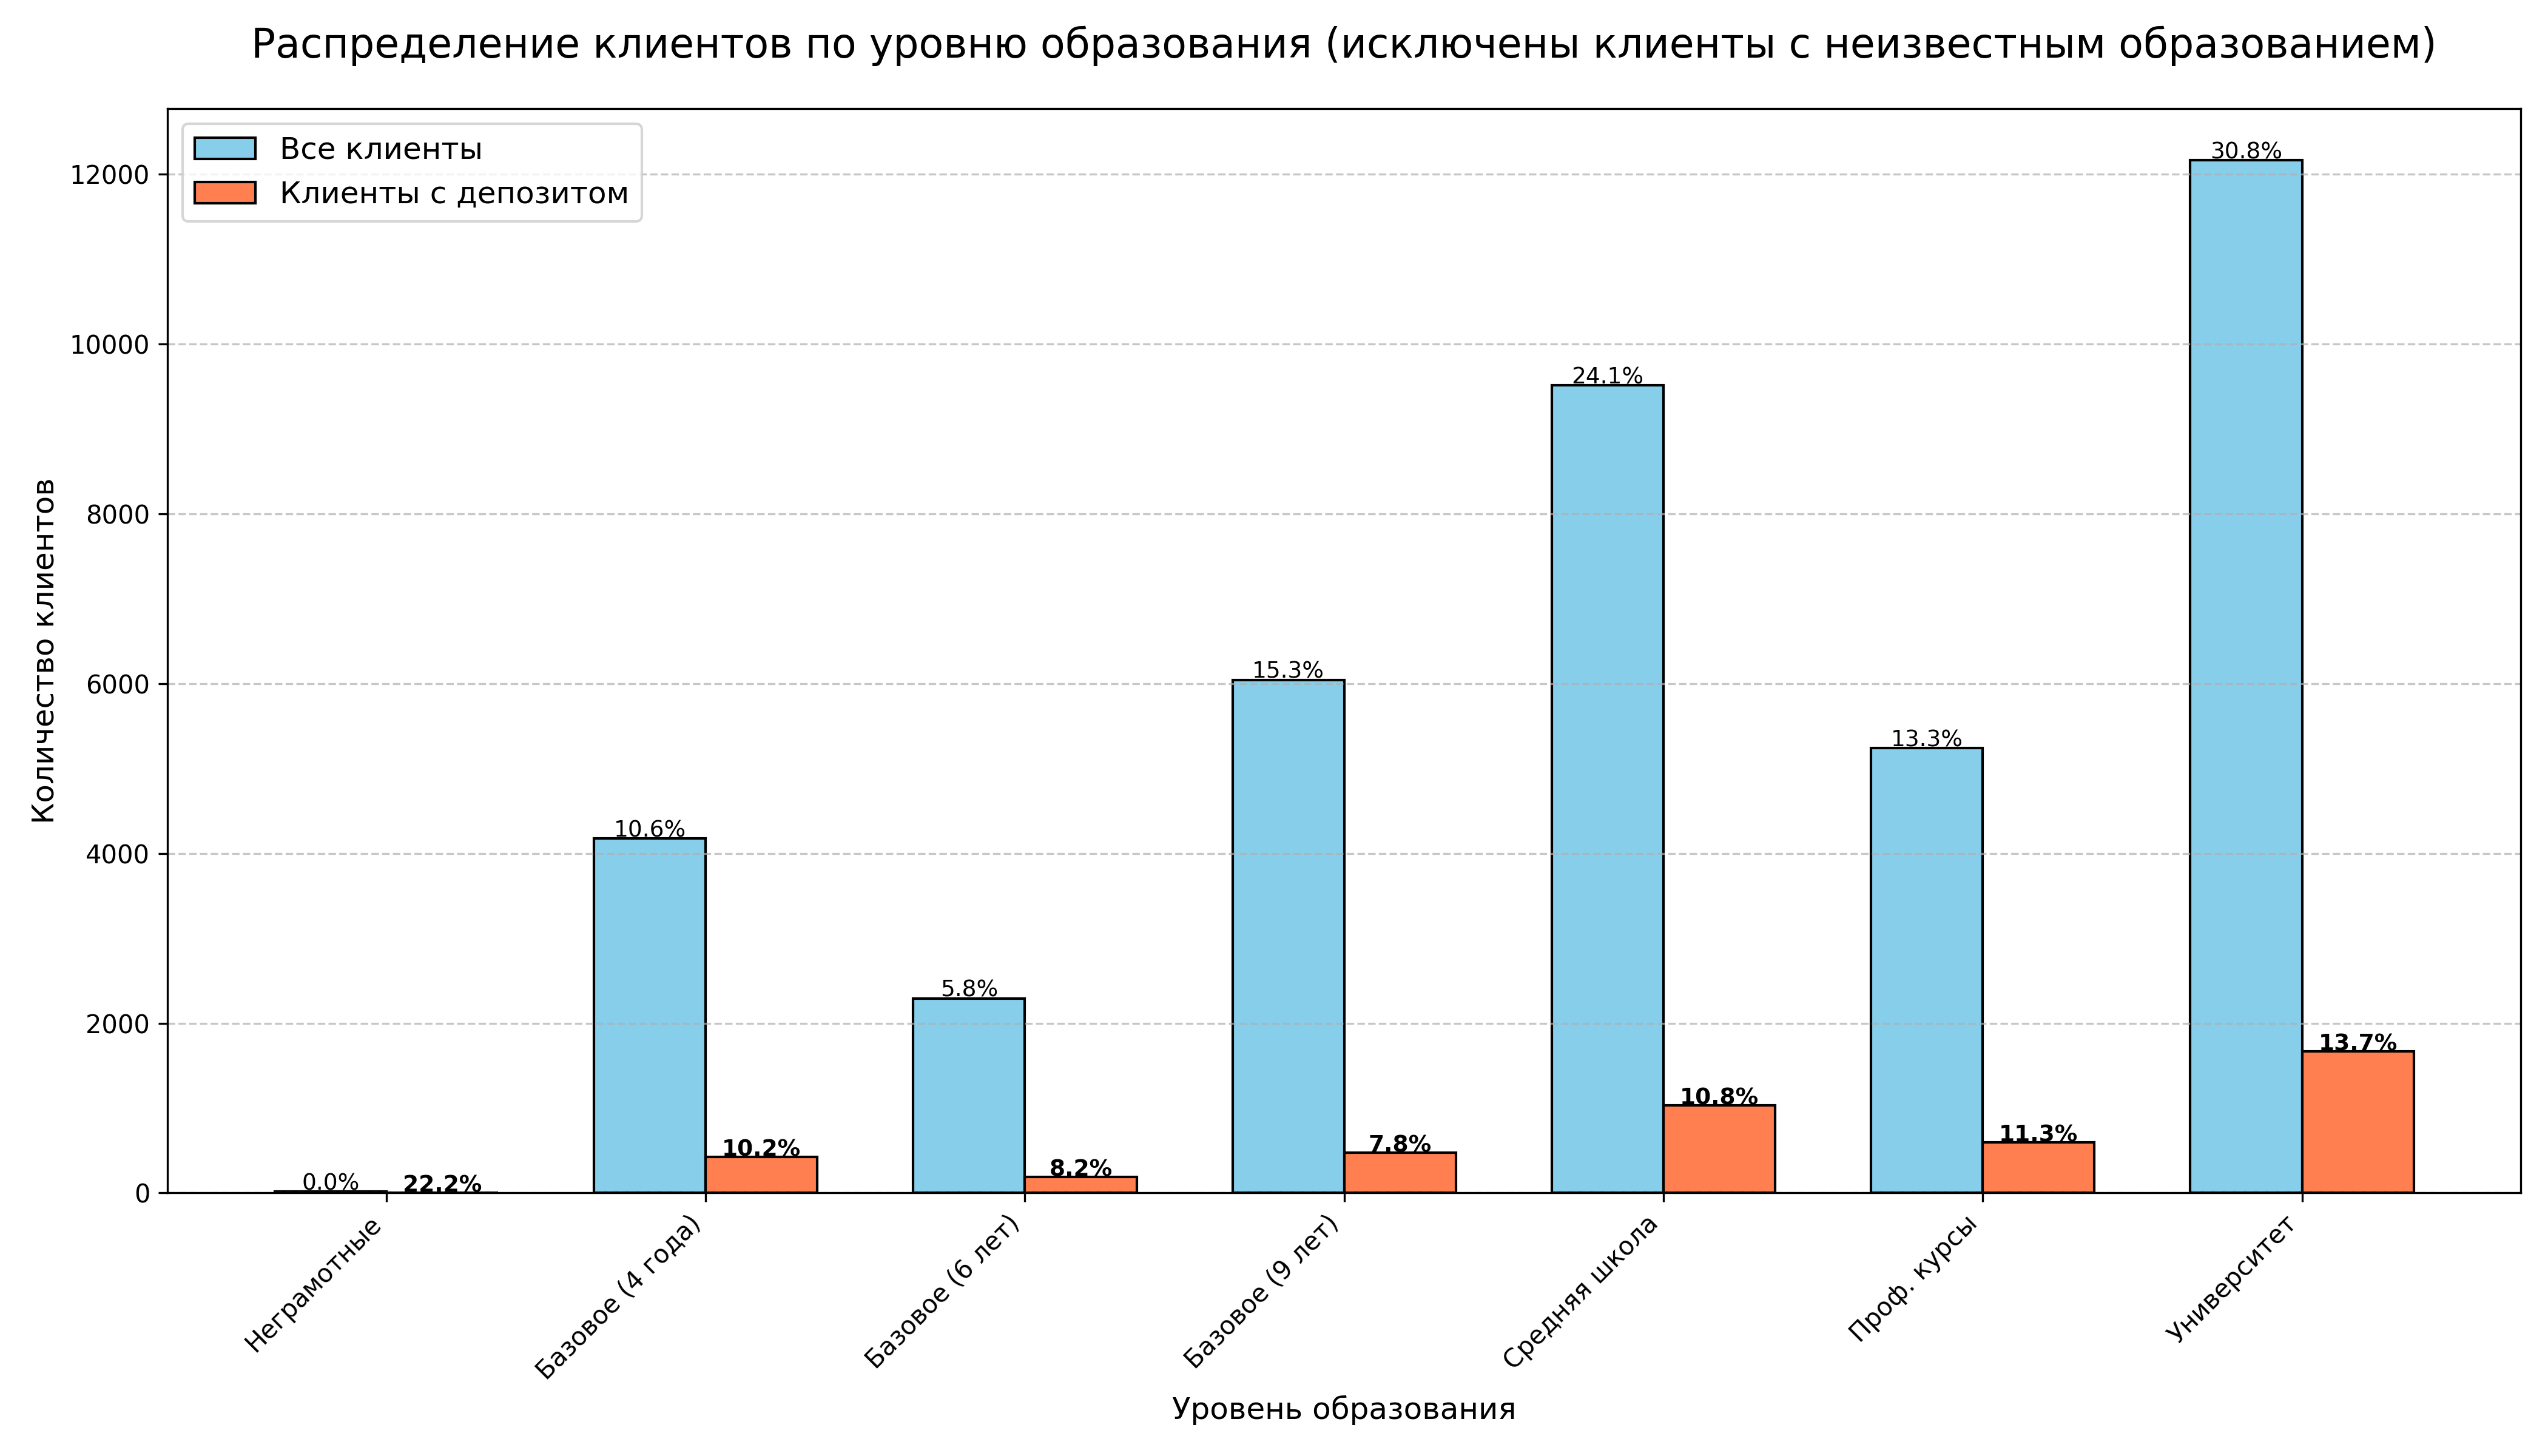 Распределение клиентов по уровню образования (исключены клиенты с неизвестным образованием)
Все клиенты
Клиенты с депозитом
Количество клиентов
12000
10000
8000
6000
4000
2000
0
0.0%
22.2%
10.6%
10.2%
5.8%
8.2%
15.3%
7.8%
24.1%
10.8%
13.3%
11.3%
30.8%
13.7%
Неграмотные
Базовое (4 года)
Базовое (6 лет)
Базовое (9 лет)
Средняя школа
Проф. курсы
Университет
Уровень образования